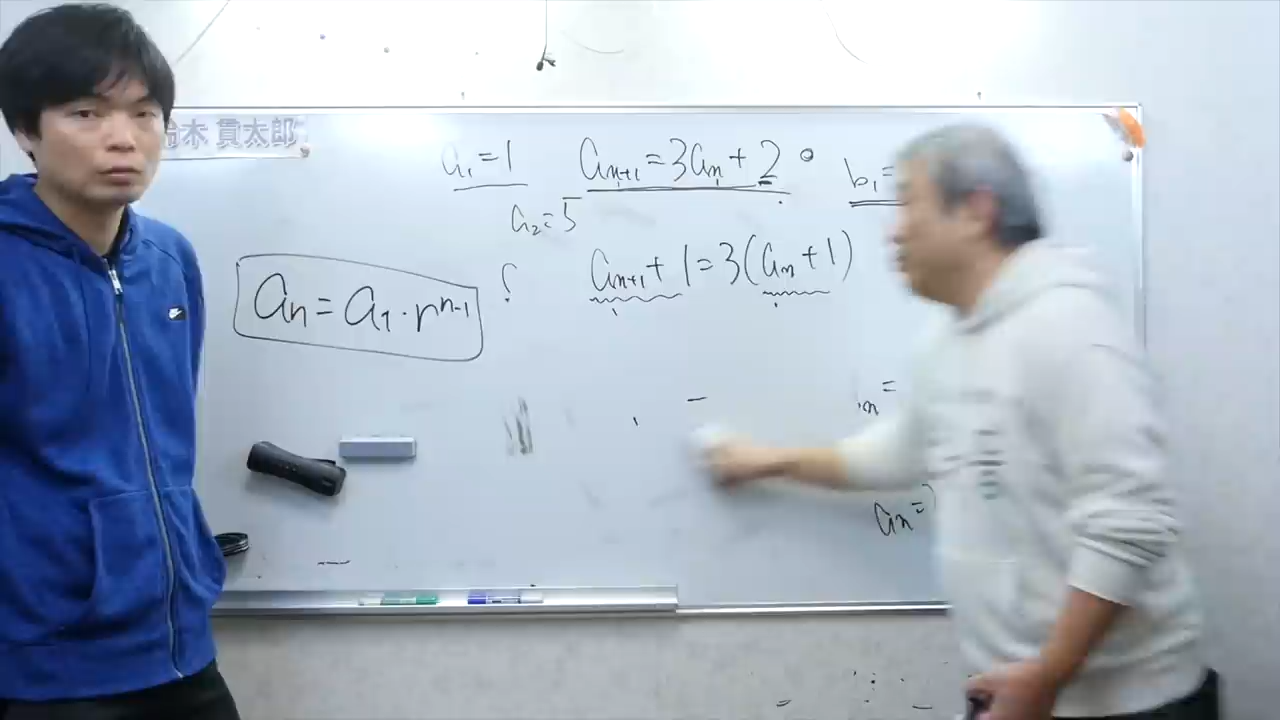 木 貫太郎
a₁=1 aₙ₊₁=3aₙ+2 b₁=
a₂=5
aₙ₊₁+1=3(aₙ+1)
aₙ=a₁・rⁿ⁻¹
aₙ=